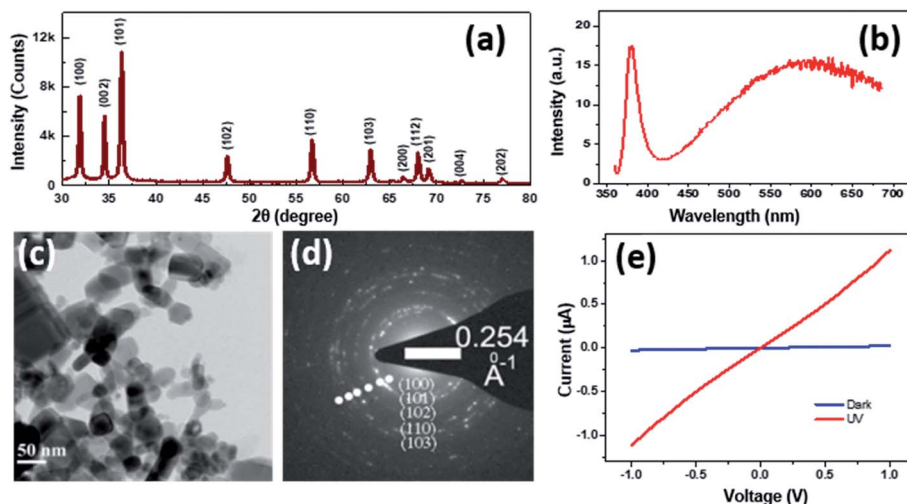 (a)
Intensity (Counts)
12k
8k
4k
0
(100)
(002)
(101)
(102)
(110)
(103)
(200)
(112)
(201)
(004)
(202)
30 35 40 45 50 55 60 65 70 75 80
2θ (degree)
(b)
Intensity (a.u.)
20
15
10
5
0
350 400 450 500 550 600 650 700
Wavelength (nm)
(c)
50 nm
(d)
0.254
Å-1
(100)
(101)
(102)
(110)
(103)
(e)
Current (µA)
1.0
0.5
0.0
-0.5
-1.0
Dark
UV
-1.0 -0.5 0.0 0.5 1.0
Voltage (V)